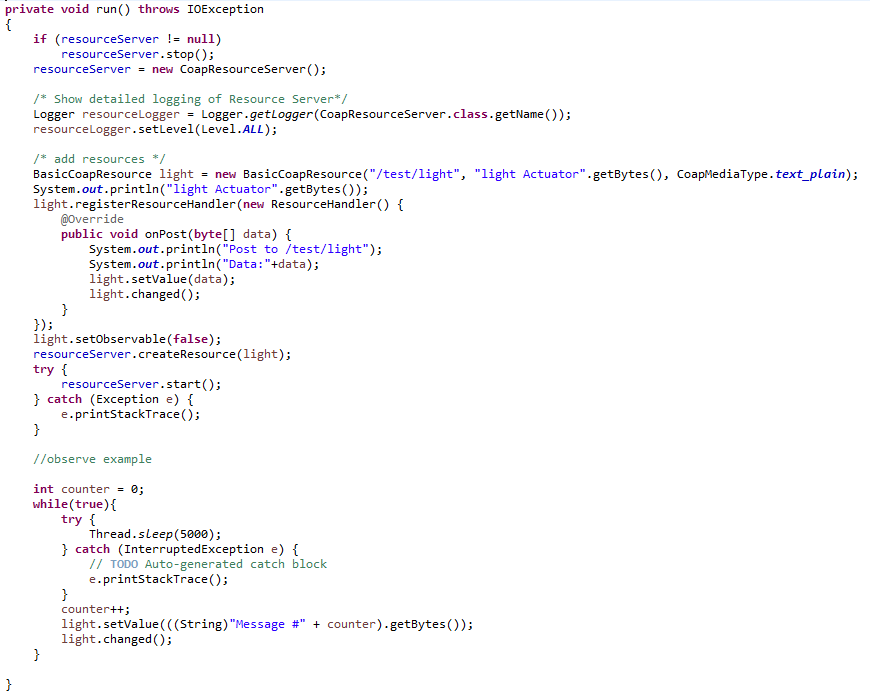 private void run() throws IOException
{
    if (resourceServer != null)
        resourceServer.stop();
    resourceServer = new CoapResourceServer();

    /* Show detailed logging of Resource Server*/
    Logger resourceLogger = Logger.getLogger(CoapResourceServer.class.getName());
    resourceLogger.setLevel(Level.ALL);

    /* add resources */
    BasicCoapResource light = new BasicCoapResource("/test/light", "light Actuator".getBytes(), CoapMediaType.text_plain);
    System.out.println("light Actuator".getBytes());
    light.registerResourceHandler(new ResourceHandler() {
        @Override
        public void onPost(byte[] data) {
            System.out.println("Post to /test/light");
            System.out.println("Data:"+data);
            light.setValue(data);
            light.changed();
        }
    });
    light.setObservable(false);
    resourceServer.createResource(light);
    try {
        resourceServer.start();
    } catch (Exception e) {
        e.printStackTrace();
    }

    //observe example

    int counter = 0;
    while(true){
        try {
            Thread.sleep(5000);
        } catch (InterruptedException e) {
            // TODO Auto-generated catch block
            e.printStackTrace();
        }
        counter++;
        light.setValue(((String)"Message #" + counter).getBytes());
        light.changed();
    }

}